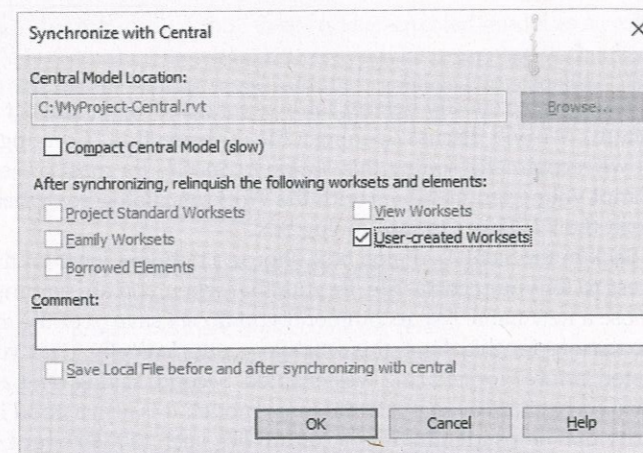 Synchronize with Central
Central Model Location:
C:\MyProject-Central.rvt
Browse...
Compact Central Model (slow)
After synchronizing, relinquish the following worksets and elements:
Project Standard Worksets
View Worksets
Family Worksets
User-created Worksets
Borrowed Elements
Comment:
Save Local File before and after synchronizing with central
OK
Cancel
Help